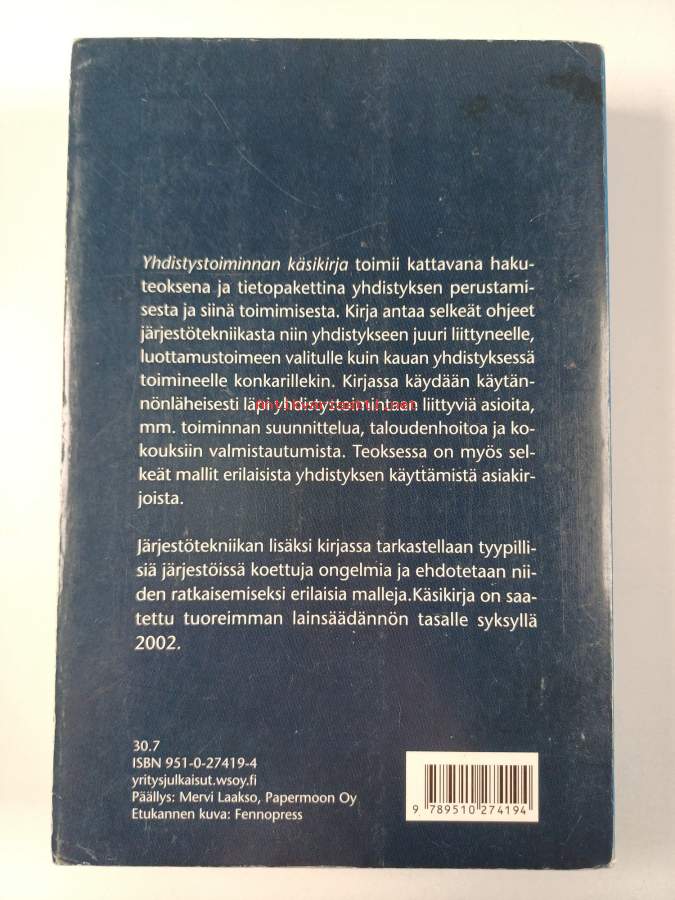 Yhdistystoiminnan käsikirja toimii kattavana haku-
teoksena ja tietopakettina yhdistyksen perustami-
sesta ja siinä toimimisesta. Kirja antaa selkeät ohjeet
järjestötekniikasta niin yhdistykseen juuri liittyneelle,
luottamustoimeen valitulle kuin kauan yhdistyksessä
toimineelle konkarillekin. Kirjassa käydään käytän-
nönläheisesti läpi yhdistystoimintaan liittyviä asioita,
mm. toiminnan suunnittelua, taloudenhoitoa ja ko-
kouksiin valmistautumista. Teoksessa on myös sel-
keät mallit erilaisista yhdistyksen käyttämistä asiakir-
joista.
Järjestötekniikan lisäksi kirjassa tarkastellaan tyypilli-
siä järjestöissä koettuja ongelmia ja ehdotetaan nii-
den ratkaisemiseksi erilaisia malleja.Käsikirja on saa-
tettu tuoreimman lainsäädännön tasalle syksyllä
2002.
30.7
ISBN 951-0-27419-4
yritysjulkaisut.wsoy.fi
Päällys: Mervi Laakso, Papermoon Oy
Etukannen kuva: Fennopress
9 789510 274194